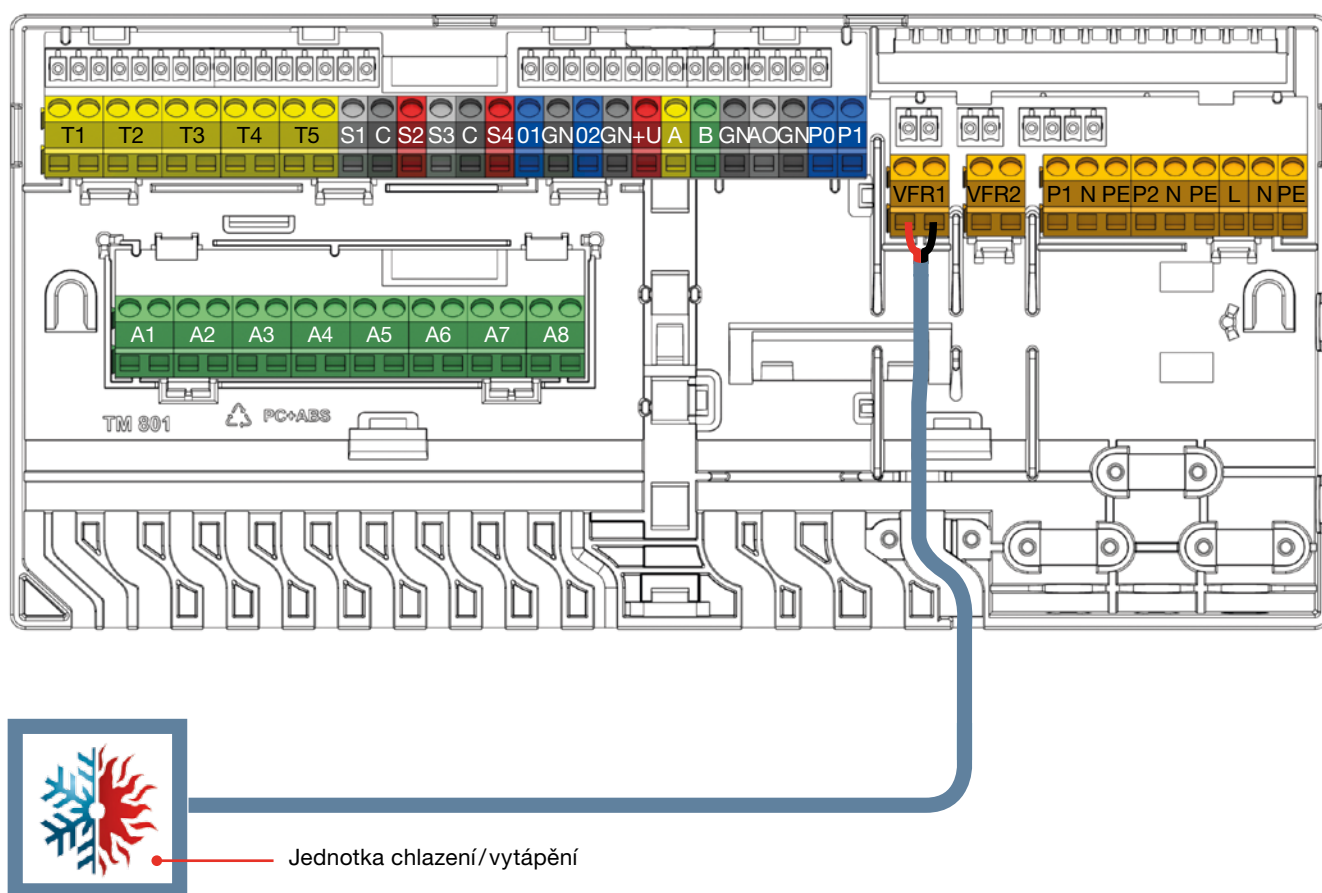 T1 T2 T3 T4 T5 S1 C S2 S3 C S4 01 GN 02 GN +U A B GN AO GN P0 P1
VFR1 VFR2 P1 N PE P2 N PE L N PE
A1 A2 A3 A4 A5 A6 A7 A8
TM 801 PC+ABS
Jednotka chlazení/vytápění